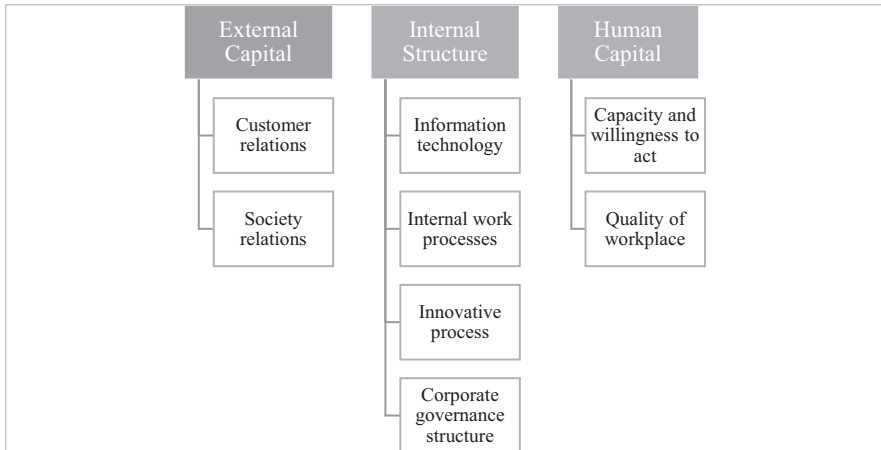 External
Capital
Customer
relations
Society
relations
Internal
Structure
Information
technology
Internal work
processes
Innovative
process
Corporate
governance
structure
Human
Capital
Capacity and
willingness to
act
Quality of
workplace